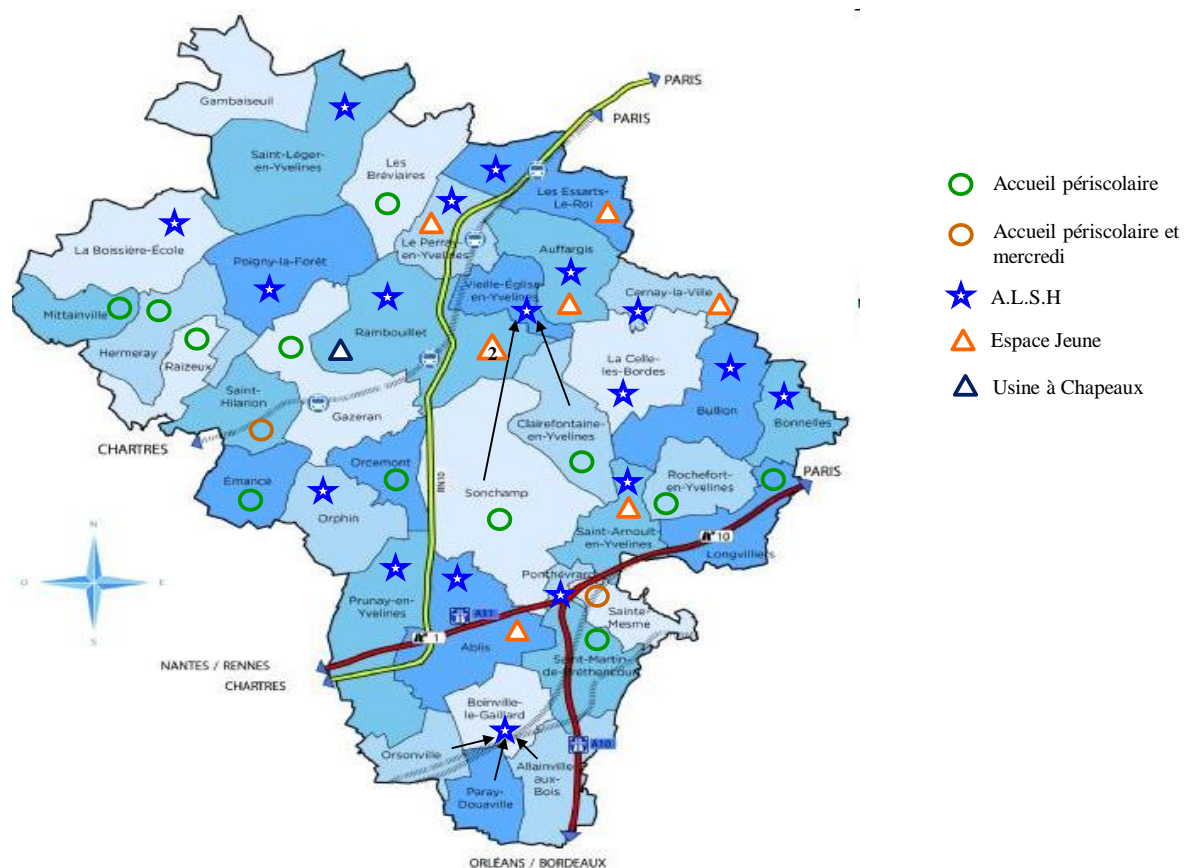 PARIS
PARIS
Gambaiseuil
Saint-Léger-
en-Yvelines
Les
Bréviaires
Les Essarts-
Le-Roi
La Boissière-École
Le Perray-
en-Yvelines
Auffargis
Poigny-la-Forêt
Vieille-Église-
en-Yvelines
Cernay-la-Ville
Mittainville
Rambouillet
Hermeray
Raizeux
2
La Celle-
les-Bordes
Saint-
Hilarion
Gazeran
Bullion
Bonnelles
Clairefontaine-
en-Yvelines
CHARTRES
Orcemont
Rochefort-
en-Yvelines
PARIS
Émancé
RN10
Sonchamp
Orphin
Saint-Arnoult-
en-Yvelines
10
Longvilliers
N
O
E
S
Ponthévrard
Prunay-en-
Yvelines
A11
Sainte-
Mesme
1
Ablis
NANTES / RENNES
CHARTRES
Saint-Martin-
de-Bréthencourt
Boinville-
le-Gaillard
Orsonville
A10
Allainville-
aux-
Bois
Paray-
Douaville
ORLÉANS / BORDEAUX
Accueil périscolaire
Accueil périscolaire et
mercredi
A.L.S.H
Espace Jeune
Usine à Chapeaux